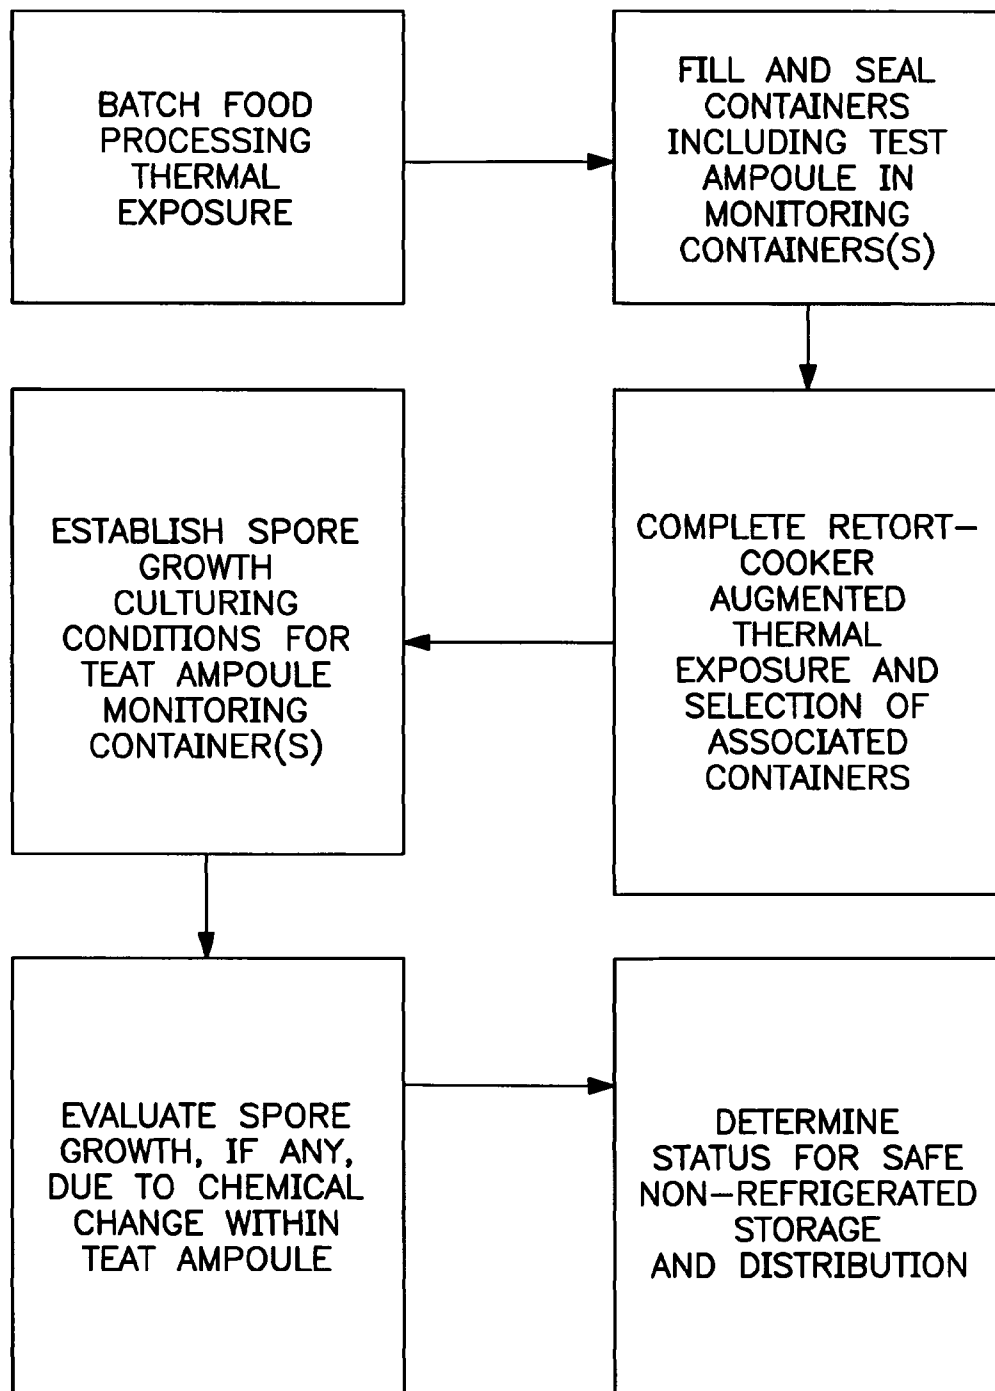 BATCH FOOD
PROCESSING
THERMAL
EXPOSURE
FILL AND SEAL
CONTAINERS
INCLUDING TEST
AMPOULE IN
MONITORING
CONTAINERS(S)
COMPLETE RETORT-
COOKER
AUGMENTED
THERMAL
EXPOSURE AND
SELECTION OF
ASSOCIATED
CONTAINERS
ESTABLISH SPORE
GROWTH
CULTURING
CONDITIONS FOR
TEAT AMPOULE
MONITORING
CONTAINER(S)
EVALUATE SPORE
GROWTH, IF ANY,
DUE TO CHEMICAL
CHANGE WITHIN
TEAT AMPOULE
DETERMINE
STATUS FOR SAFE
NON-REFRIGERATED
STORAGE
AND DISTRIBUTION